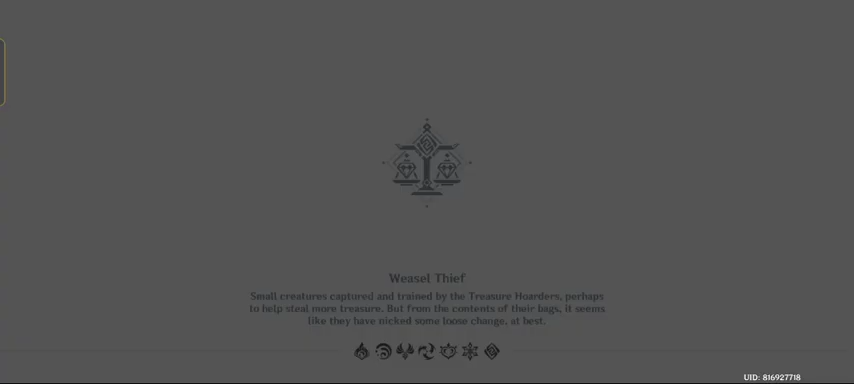 Weasel Thief
Small creatures captured and trained by the Treasure Hoarders, perhaps
to help steal more treasure. But from the contents of their bags, it seems
like they have nicked some loose change, at best.
UID: 816927718